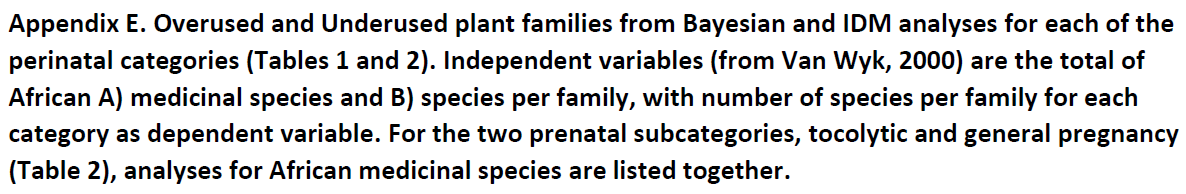 Appendix E. Overused and Underused plant families from Bayesian and IDM analyses for each of the
perinatal categories (Tables 1 and 2). Independent variables (from Van Wyk, 2000) are the total of
African A) medicinal species and B) species per family, with number of species per family for each
category as dependent variable. For the two prenatal subcategories, tocolytic and general pregnancy
(Table 2), analyses for African medicinal species are listed together.